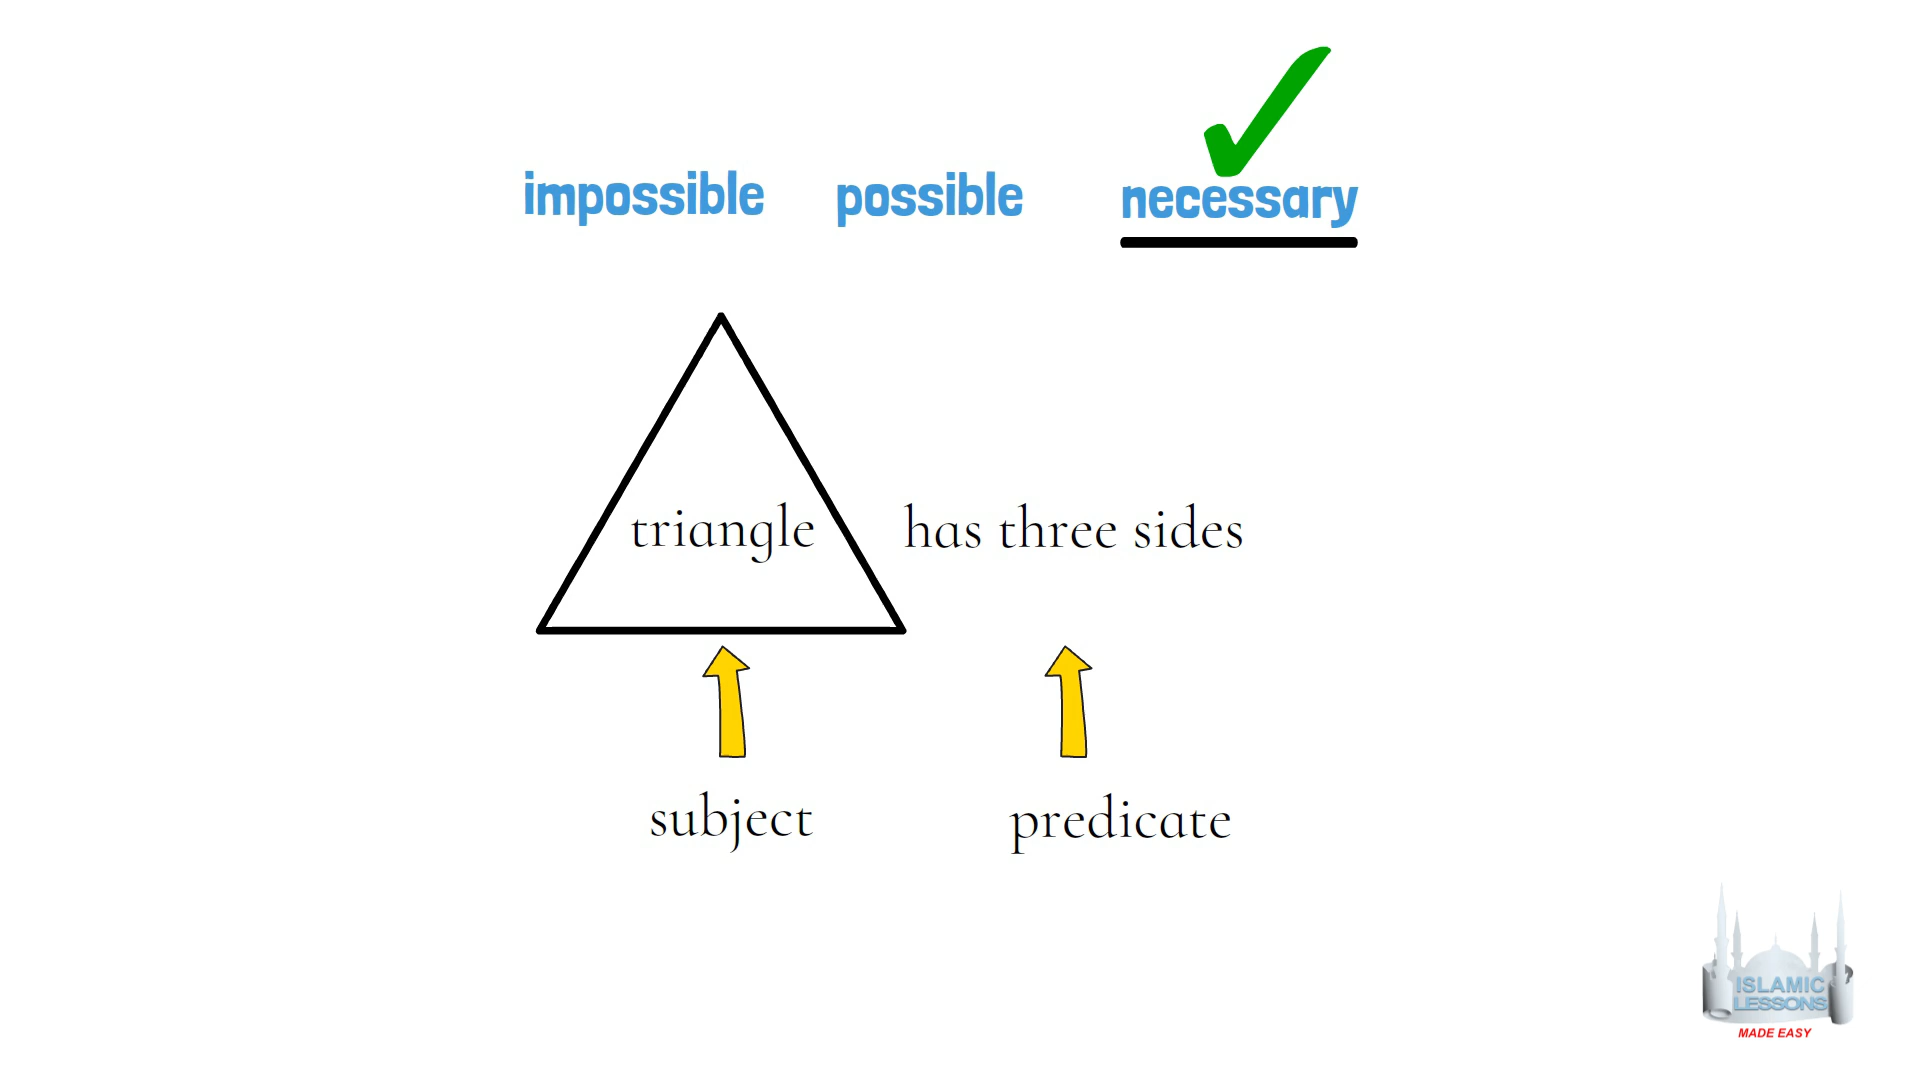 impossible possible necessary
triangle has three sides
subject predicate
ISLAMIC
LESSONS
MADE EASY